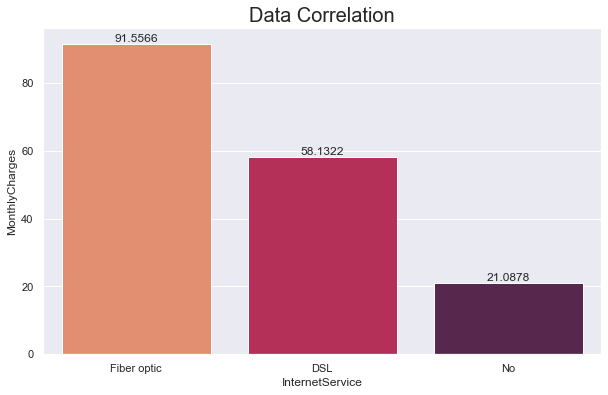 Data Correlation
91.5566
58.1322
21.0878
80
60
40
20
0
MonthlyCharges
Fiber optic
DSL
No
InternetService